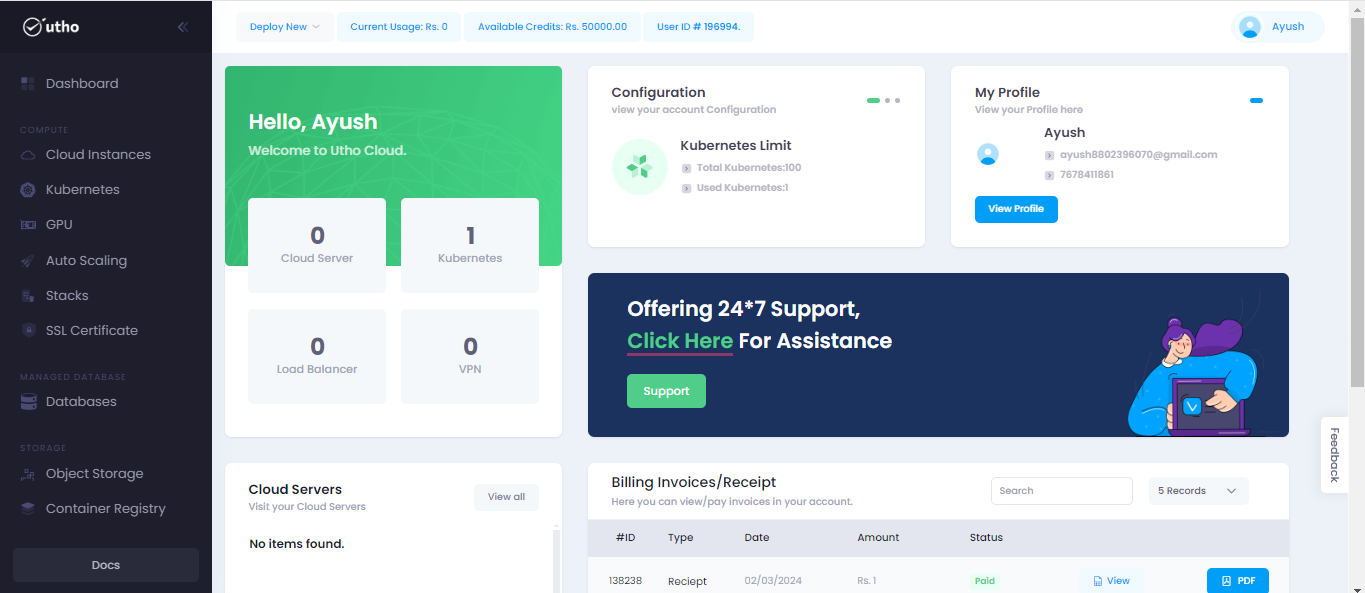 utho
Deploy New
Current Usage: Rs. 0
Available Credits: Rs. 50000.00
User ID # 196994.
Ayush
Dashboard
COMPUTE
Cloud Instances
Kubernetes
GPU
Auto Scaling
Stacks
SSL Certificate
MANAGED DATABASE
Databases
STORAGE
Object Storage
Container Registry
Docs
Hello, Ayush
Welcome to Utho Cloud.
0
Cloud Server
1
Kubernetes
0
Load Balancer
0
VPN
Configuration
view your account Configuration
Kubernetes Limit
Total Kubernetes:100
Used Kubernetes:1
My Profile
View your Profile here
Ayush
ayush8802396070@gmail.com
7678411861
View Profile
Offering 24*7 Support,
Click Here For Assistance
Support
Feedback
Cloud Servers
Visit your Cloud Servers
View all
No items found.
Billing Invoices/Receipt
Here you can view/pay invoices in your account.
Search
5 Records
#ID Type Date Amount Status
138238 Reciept 02/03/2024 Rs. 1 Paid View PDF